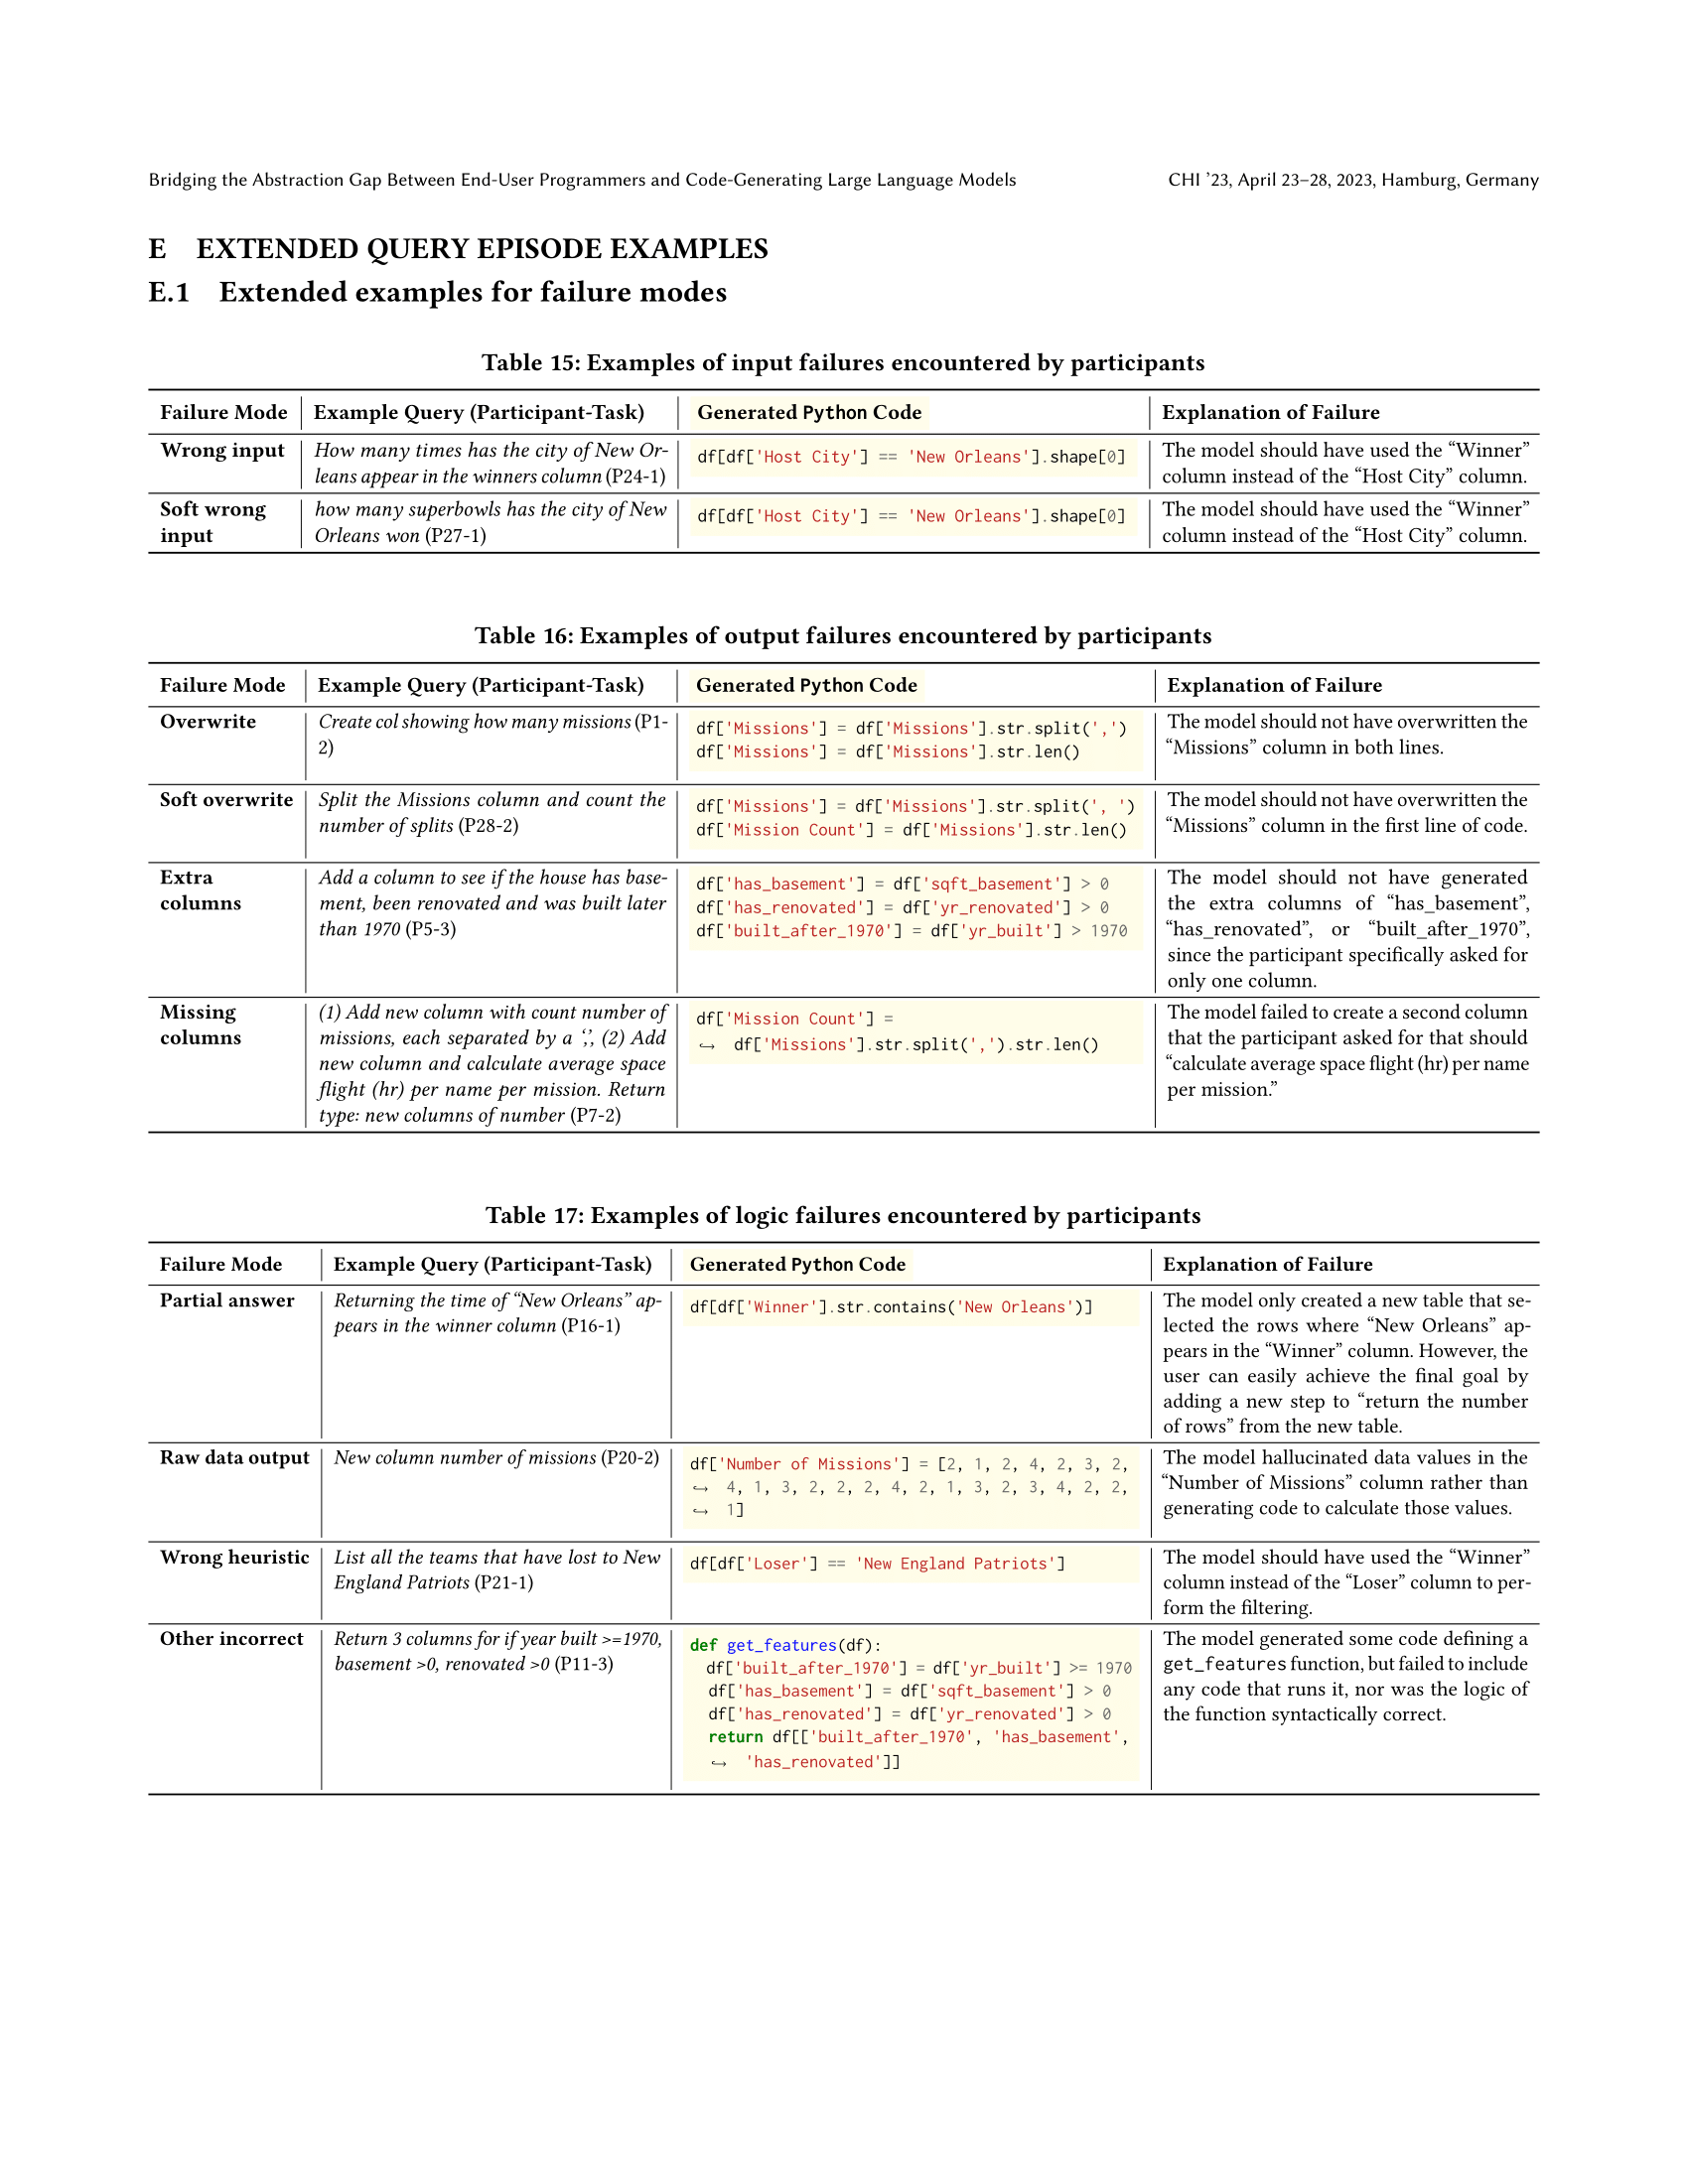 Bridging the Abstraction Gap Between End-User Programmers and Code-Generating Large Language Models
CHI ’23, April 23–28, 2023, Hamburg, Germany
E EXTENDED QUERY EPISODE EXAMPLES
E.1 Extended examples for failure modes
Table 15: Examples of input failures encountered by participants
Failure Mode
Example Query (Participant-Task)
Generated Python Code
Explanation of Failure
Wrong input
How many times has the city of New Or-
leans appear in the winners column (P24-1)
df[df['Host City'] == 'New Orleans'].shape[0]
The model should have used the “Winner”
column instead of the “Host City” column.
Soft wrong
input
how many superbowls has the city of New
Orleans won (P27-1)
df[df['Host City'] == 'New Orleans'].shape[0]
The model should have used the “Winner”
column instead of the “Host City” column.
Table 16: Examples of output failures encountered by participants
Failure Mode
Example Query (Participant-Task)
Generated Python Code
Explanation of Failure
Overwrite
Create col showing how many missions (P1-
2)
df['Missions'] = df['Missions'].str.split(',')
df['Missions'] = df['Missions'].str.len()
The model should not have overwritten the
“Missions” column in both lines.
Soft overwrite
Split the Missions column and count the
number of splits (P28-2)
df['Missions'] = df['Missions'].str.split(', ')
df['Mission Count'] = df['Missions'].str.len()
The model should not have overwritten the
“Missions” column in the first line of code.
Extra
columns
Add a column to see if the house has base-
ment, been renovated and was built later
than 1970 (P5-3)
df['has_basement'] = df['sqft_basement'] > 0
df['has_renovated'] = df['yr_renovated'] > 0
df['built_after_1970'] = df['yr_built'] > 1970
The model should not have generated
the extra columns of “has_basement”,
“has_renovated”, or “built_after_1970”,
since the participant specifically asked for
only one column.
Missing
columns
(1) Add new column with count number of
missions, each separated by a ‘,’, (2) Add
new column and calculate average space
flight (hr) per name per mission. Return
type: new columns of number (P7-2)
df['Mission Count'] =
↪ df['Missions'].str.split(',').str.len()
The model failed to create a second column
that the participant asked for that should
“calculate average space flight (hr) per name
per mission.”
Table 17: Examples of logic failures encountered by participants
Failure Mode
Example Query (Participant-Task)
Generated Python Code
Explanation of Failure
Partial answer
Returning the time of “New Orleans” ap-
pears in the winner column (P16-1)
df[df['Winner'].str.contains('New Orleans')]
The model only created a new table that se-
lected the rows where “New Orleans” ap-
pears in the “Winner” column. However, the
user can easily achieve the final goal by
adding a new step to “return the number
of rows” from the new table.
Raw data output
New column number of missions (P20-2)
df['Number of Missions'] = [2, 1, 2, 4, 2, 3, 2,
↪ 4, 1, 3, 2, 2, 2, 4, 2, 1, 3, 2, 3, 4, 2, 2,
↪ 1]
The model hallucinated data values in the
“Number of Missions” column rather than
generating code to calculate those values.
Wrong heuristic
List all the teams that have lost to New
England Patriots (P21-1)
df[df['Loser'] == 'New England Patriots']
The model should have used the “Winner”
column instead of the “Loser” column to per-
form the filtering.
Other incorrect
Return 3 columns for if year built >=1970,
basement >0, renovated >0 (P11-3)
def get_features(df):
df['built_after_1970'] = df['yr_built'] >= 1970
df['has_basement'] = df['sqft_basement'] > 0
df['has_renovated'] = df['yr_renovated'] > 0
return df[['built_after_1970', 'has_basement',
↪ 'has_renovated']]
The model generated some code defining a
get_features function, but failed to include
any code that runs it, nor was the logic of
the function syntactically correct.